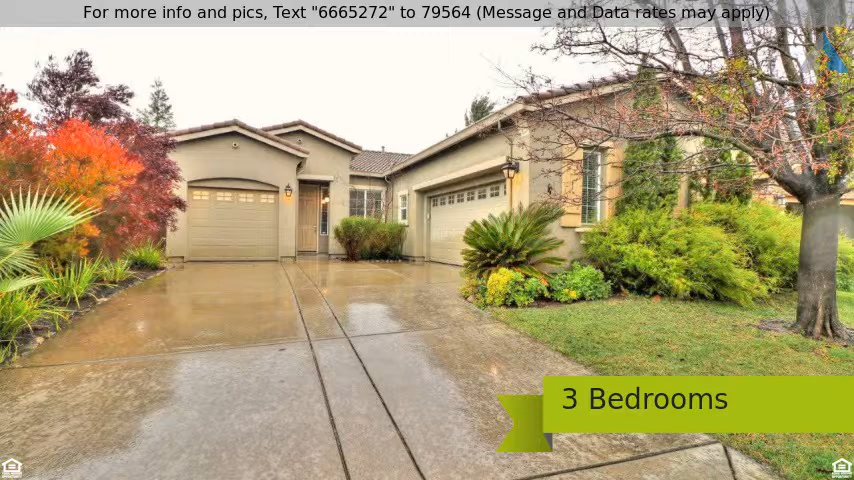 For more info and pics, Text "6665272" to 79564 (Message and Data rates may apply)
3 Bedrooms